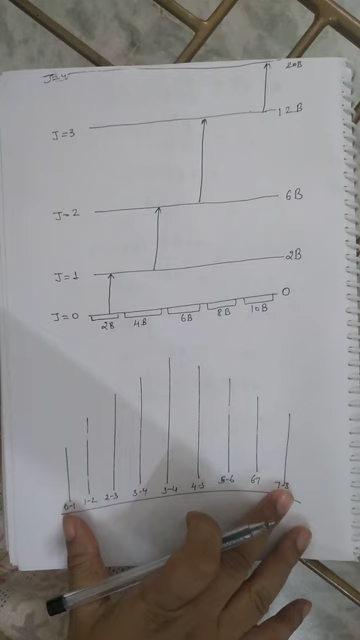 J=4 20B
J=3 12B
J=2 6B
J=1 2B
J=0 0
2B 4B 6B 8B 10B
0-1 1-2 2-3 3-4 3-4 4-5 5-6 6-7 7-8